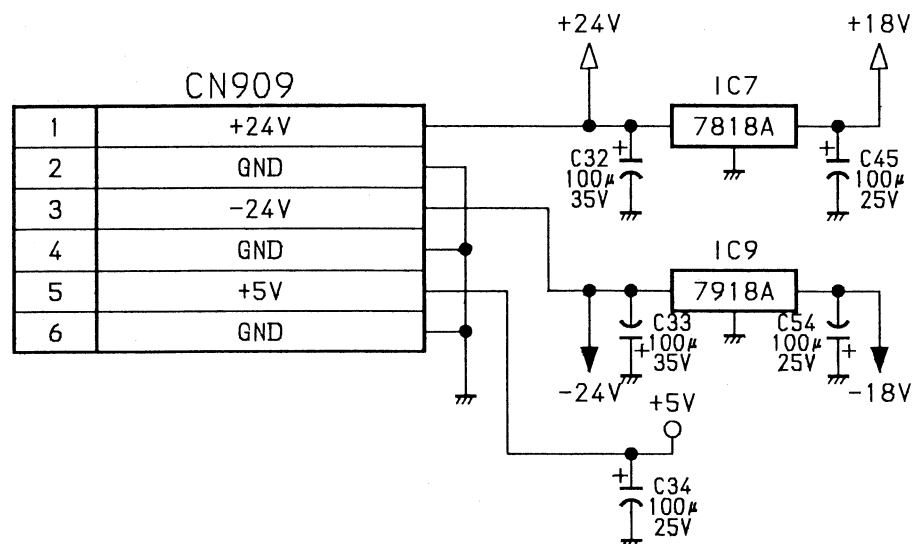 +24V
+18V
CN909
IC7
1 +24V
7818A
2 GND
+ C32
100μ
35V
+ C45
100μ
25V
3 -24V
4 GND
IC9
5 +5V
7918A
6 GND
C33
100μ
+ 35V
C54
100μ
25V +
-24V
-18V
+5V
+ C34
100μ
25V